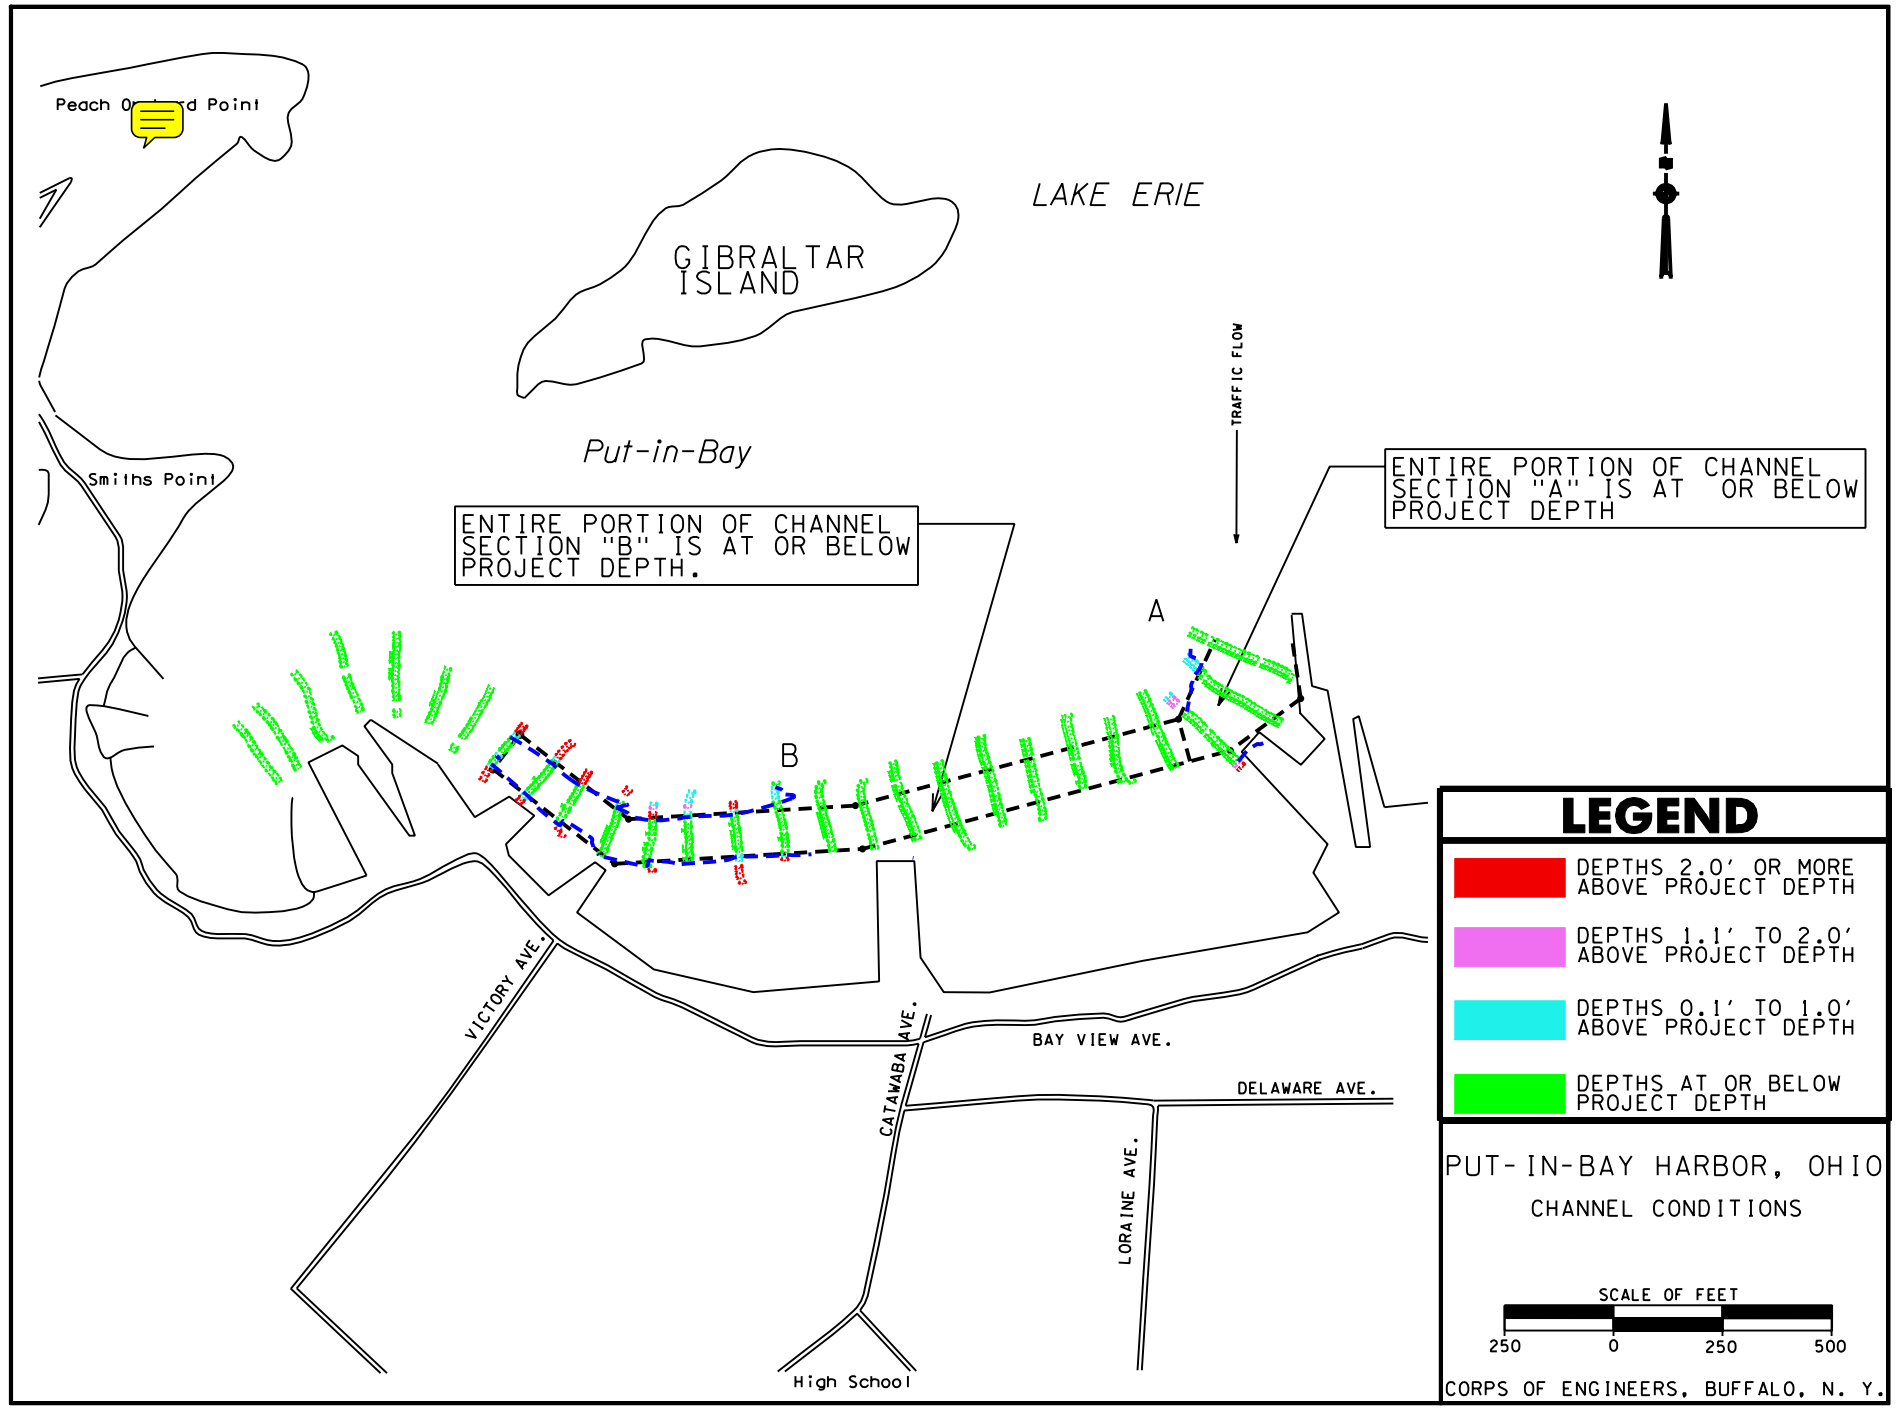 Peach Orchard Point
LAKE ERIE
GIBRALTAR
ISLAND
TRAFFIC FLOW
Put-in-Bay
Smiths Point
ENTIRE PORTION OF CHANNEL
SECTION "A" IS AT OR BELOW
PROJECT DEPTH
ENTIRE PORTION OF CHANNEL
SECTION "B" IS AT OR BELOW
PROJECT DEPTH.
A
B
LEGEND
DEPTHS 2.0' OR MORE
ABOVE PROJECT DEPTH
DEPTHS 1.1' TO 2.0'
ABOVE PROJECT DEPTH
DEPTHS 0.1' TO 1.0'
ABOVE PROJECT DEPTH
DEPTHS AT OR BELOW
PROJECT DEPTH
VICTORY AVE.
CATAWABA AVE.
BAY VIEW AVE.
DELAWARE AVE.
LORAINE AVE.
High School
PUT-IN-BAY HARBOR, OHIO
CHANNEL CONDITIONS
SCALE OF FEET
250 0 250 500
CORPS OF ENGINEERS, BUFFALO, N. Y.